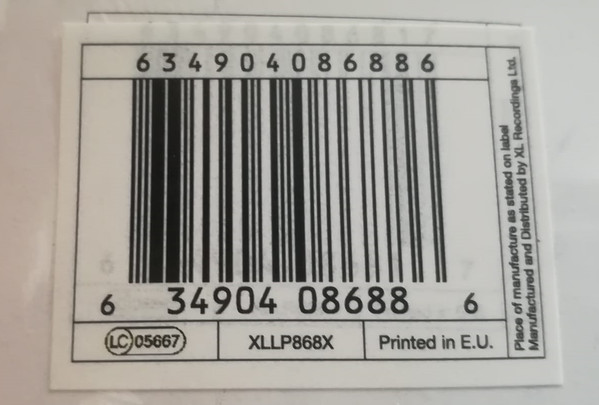 634904086886
6 34904 08688 6
LC 05667
XLLP868X
Printed in E.U.
Place of manufacture as stated on label
Manufactured and Distributed by XL Recordings Ltd.